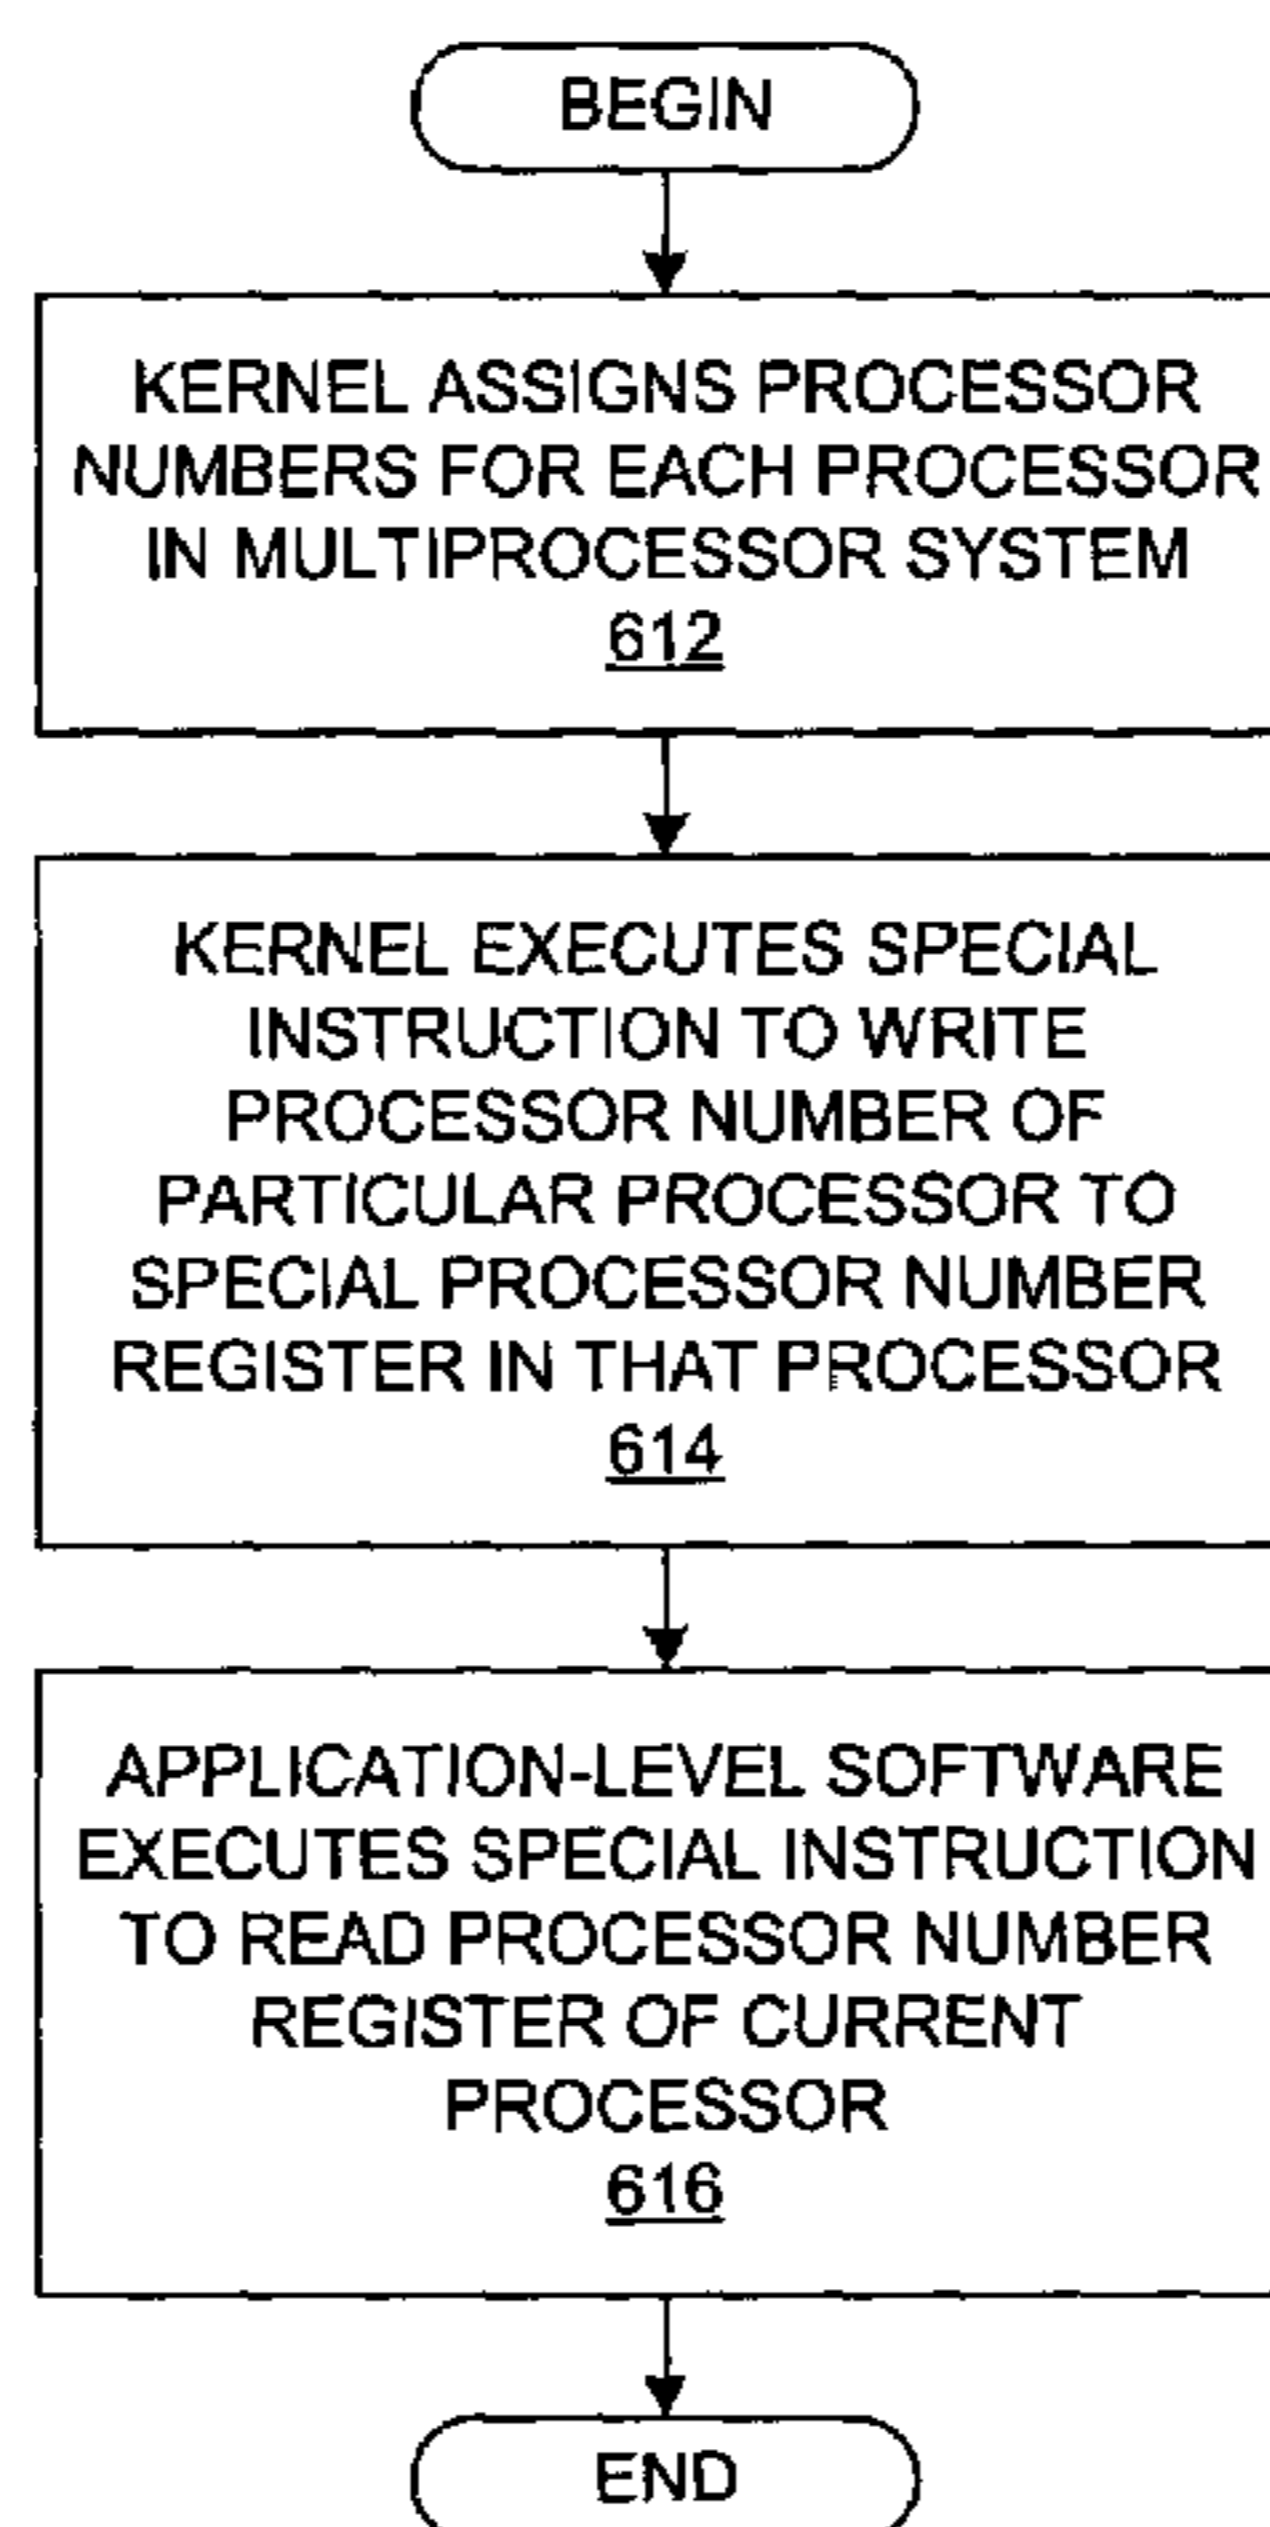 BEGIN
KERNEL ASSIGNS PROCESSOR
NUMBERS FOR EACH PROCESSOR
IN MULTIPROCESSOR SYSTEM
612
KERNEL EXECUTES SPECIAL
INSTRUCTION TO WRITE
PROCESSOR NUMBER OF
PARTICULAR PROCESSOR TO
SPECIAL PROCESSOR NUMBER
REGISTER IN THAT PROCESSOR
614
APPLICATION-LEVEL SOFTWARE
EXECUTES SPECIAL INSTRUCTION
TO READ PROCESSOR NUMBER
REGISTER OF CURRENT
PROCESSOR
616
END